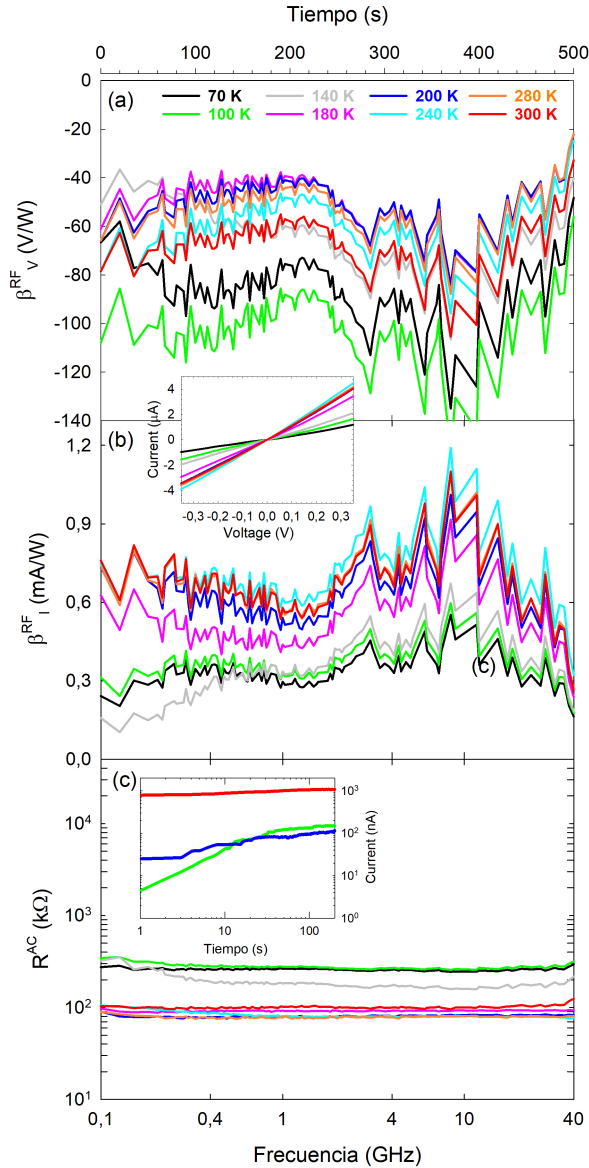 Tiempo (s)
0 100 200 300 400 500
0
(a)
70 K 140 K 200 K 280 K
100 K 180 K 240 K 300 K
-20
-40
-60
-80
-100
-120
-140
β^RF_V (V/W)
4
2
0
-2
-4
Current (µA)
-0,3 -0,2 -0,1 0,0 0,1 0,2 0,3
Voltage (V)
(b)
1,2
0,9
0,6
0,3
0,0
β^RF_I (mA/W)
(c)
(c)
10^3
10^2
10^1
10^0
Current (nA)
1 10 100
Tiempo (s)
10^4
10^3
10^2
10^1
R^AC (kΩ)
0,1 0,4 1 4 10 40
Frecuencia (GHz)